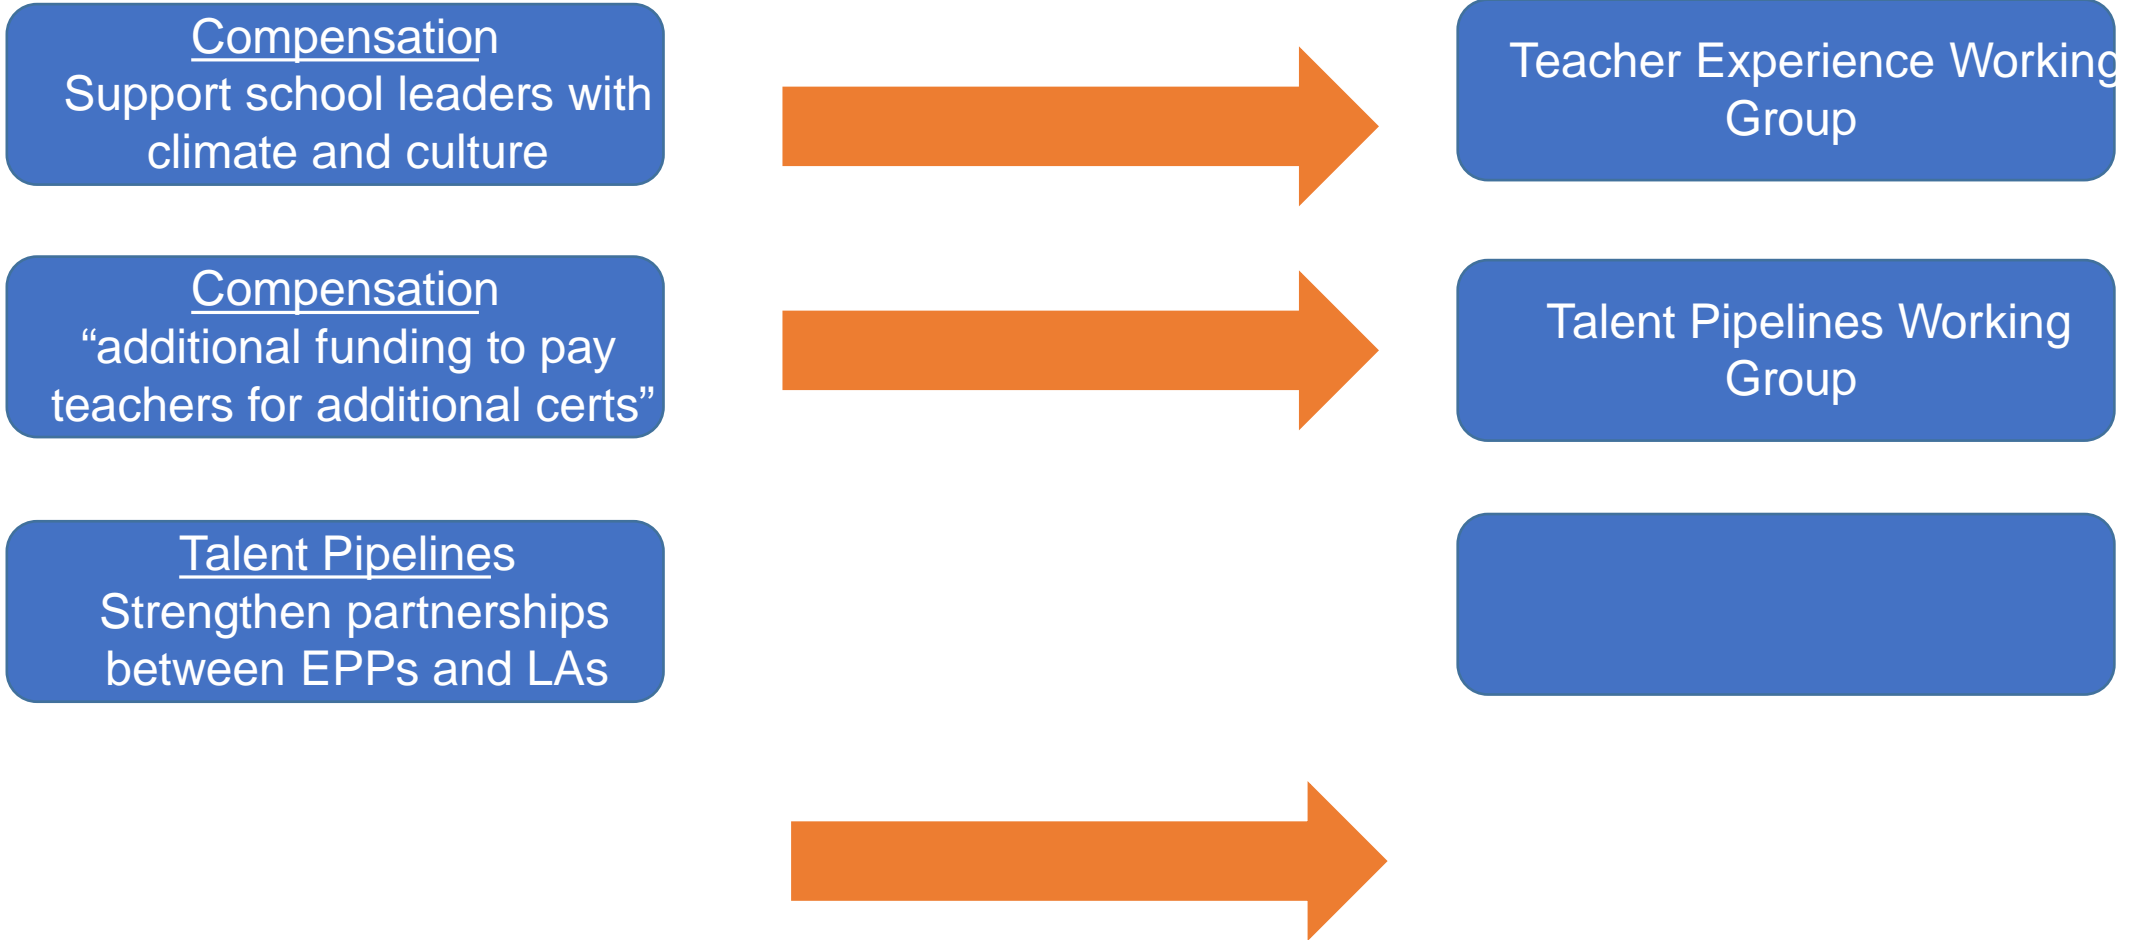 Compensation
Support school leaders with
climate and culture
Teacher Experience Working
Group
Compensation
“additional funding to pay
teachers for additional certs”
Talent Pipelines Working
Group
Talent Pipelines
Strengthen partnerships
between EPPs and LAs